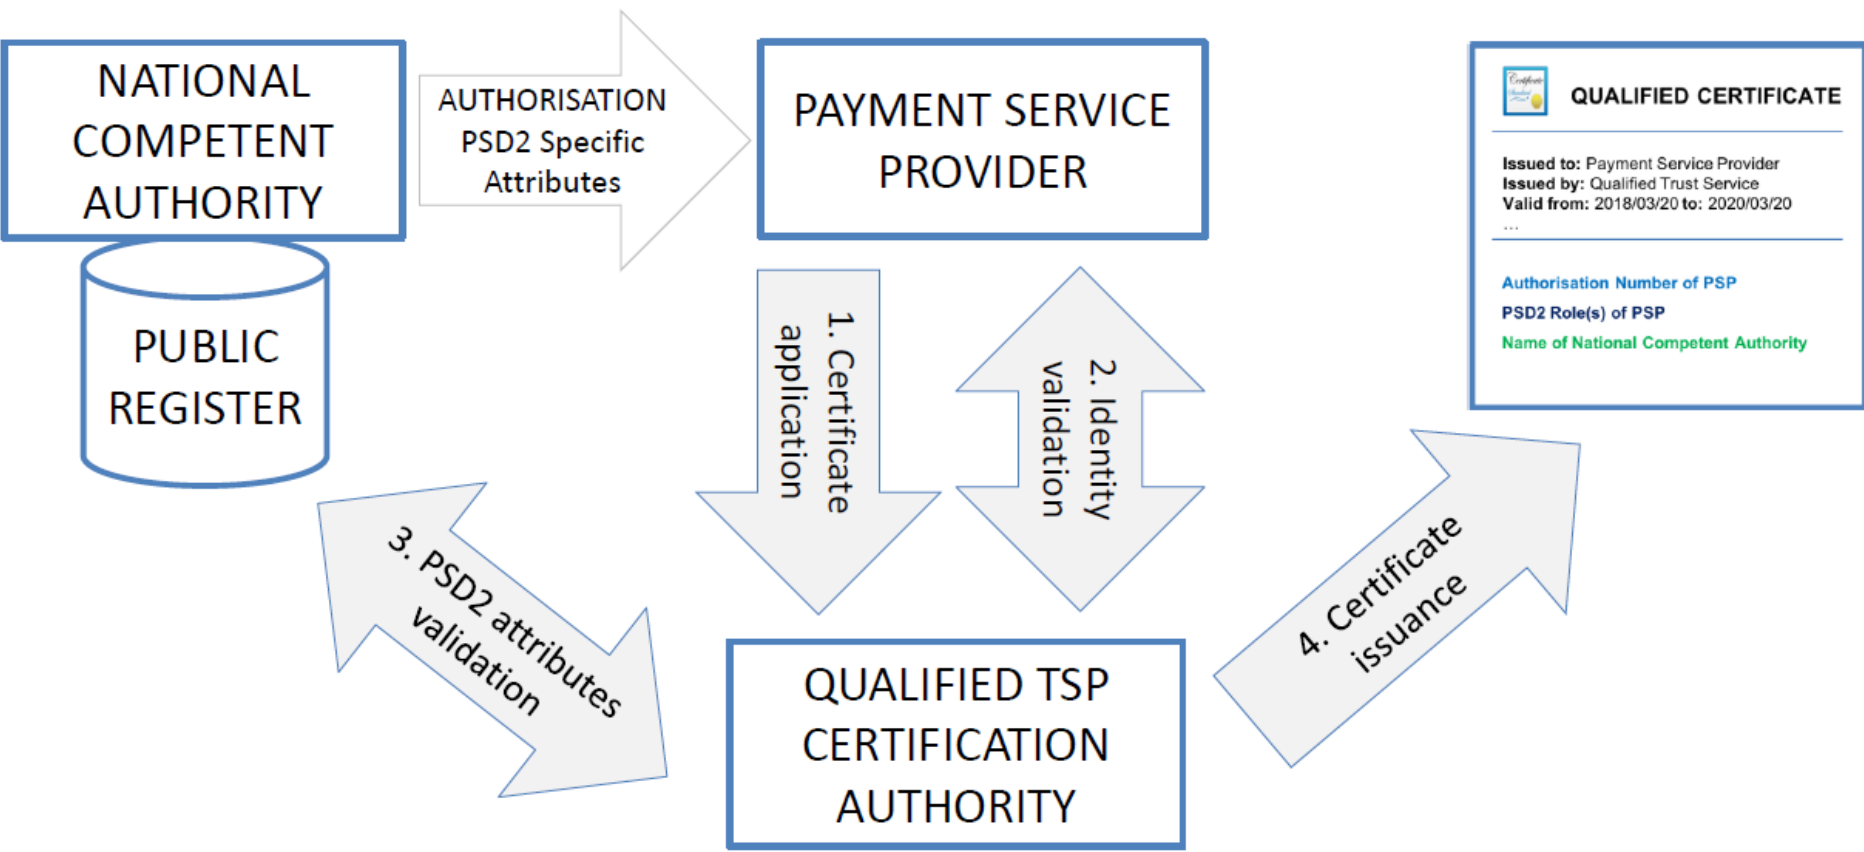 NATIONAL
COMPETENT
AUTHORITY
AUTHORISATION
PSD2 Specific
Attributes
PAYMENT SERVICE
PROVIDER
QUALIFIED CERTIFICATE
Issued to: Payment Service Provider
Issued by: Qualified Trust Service
Valid from: 2018/03/20 to: 2020/03/20
...
Authorisation Number of PSP
PSD2 Role(s) of PSP
Name of National Competent Authority
PUBLIC
REGISTER
1. Certificate
application
2. Identity
validation
3. PSD2 attributes
validation
4. Certificate
issuance
QUALIFIED TSP
CERTIFICATION
AUTHORITY